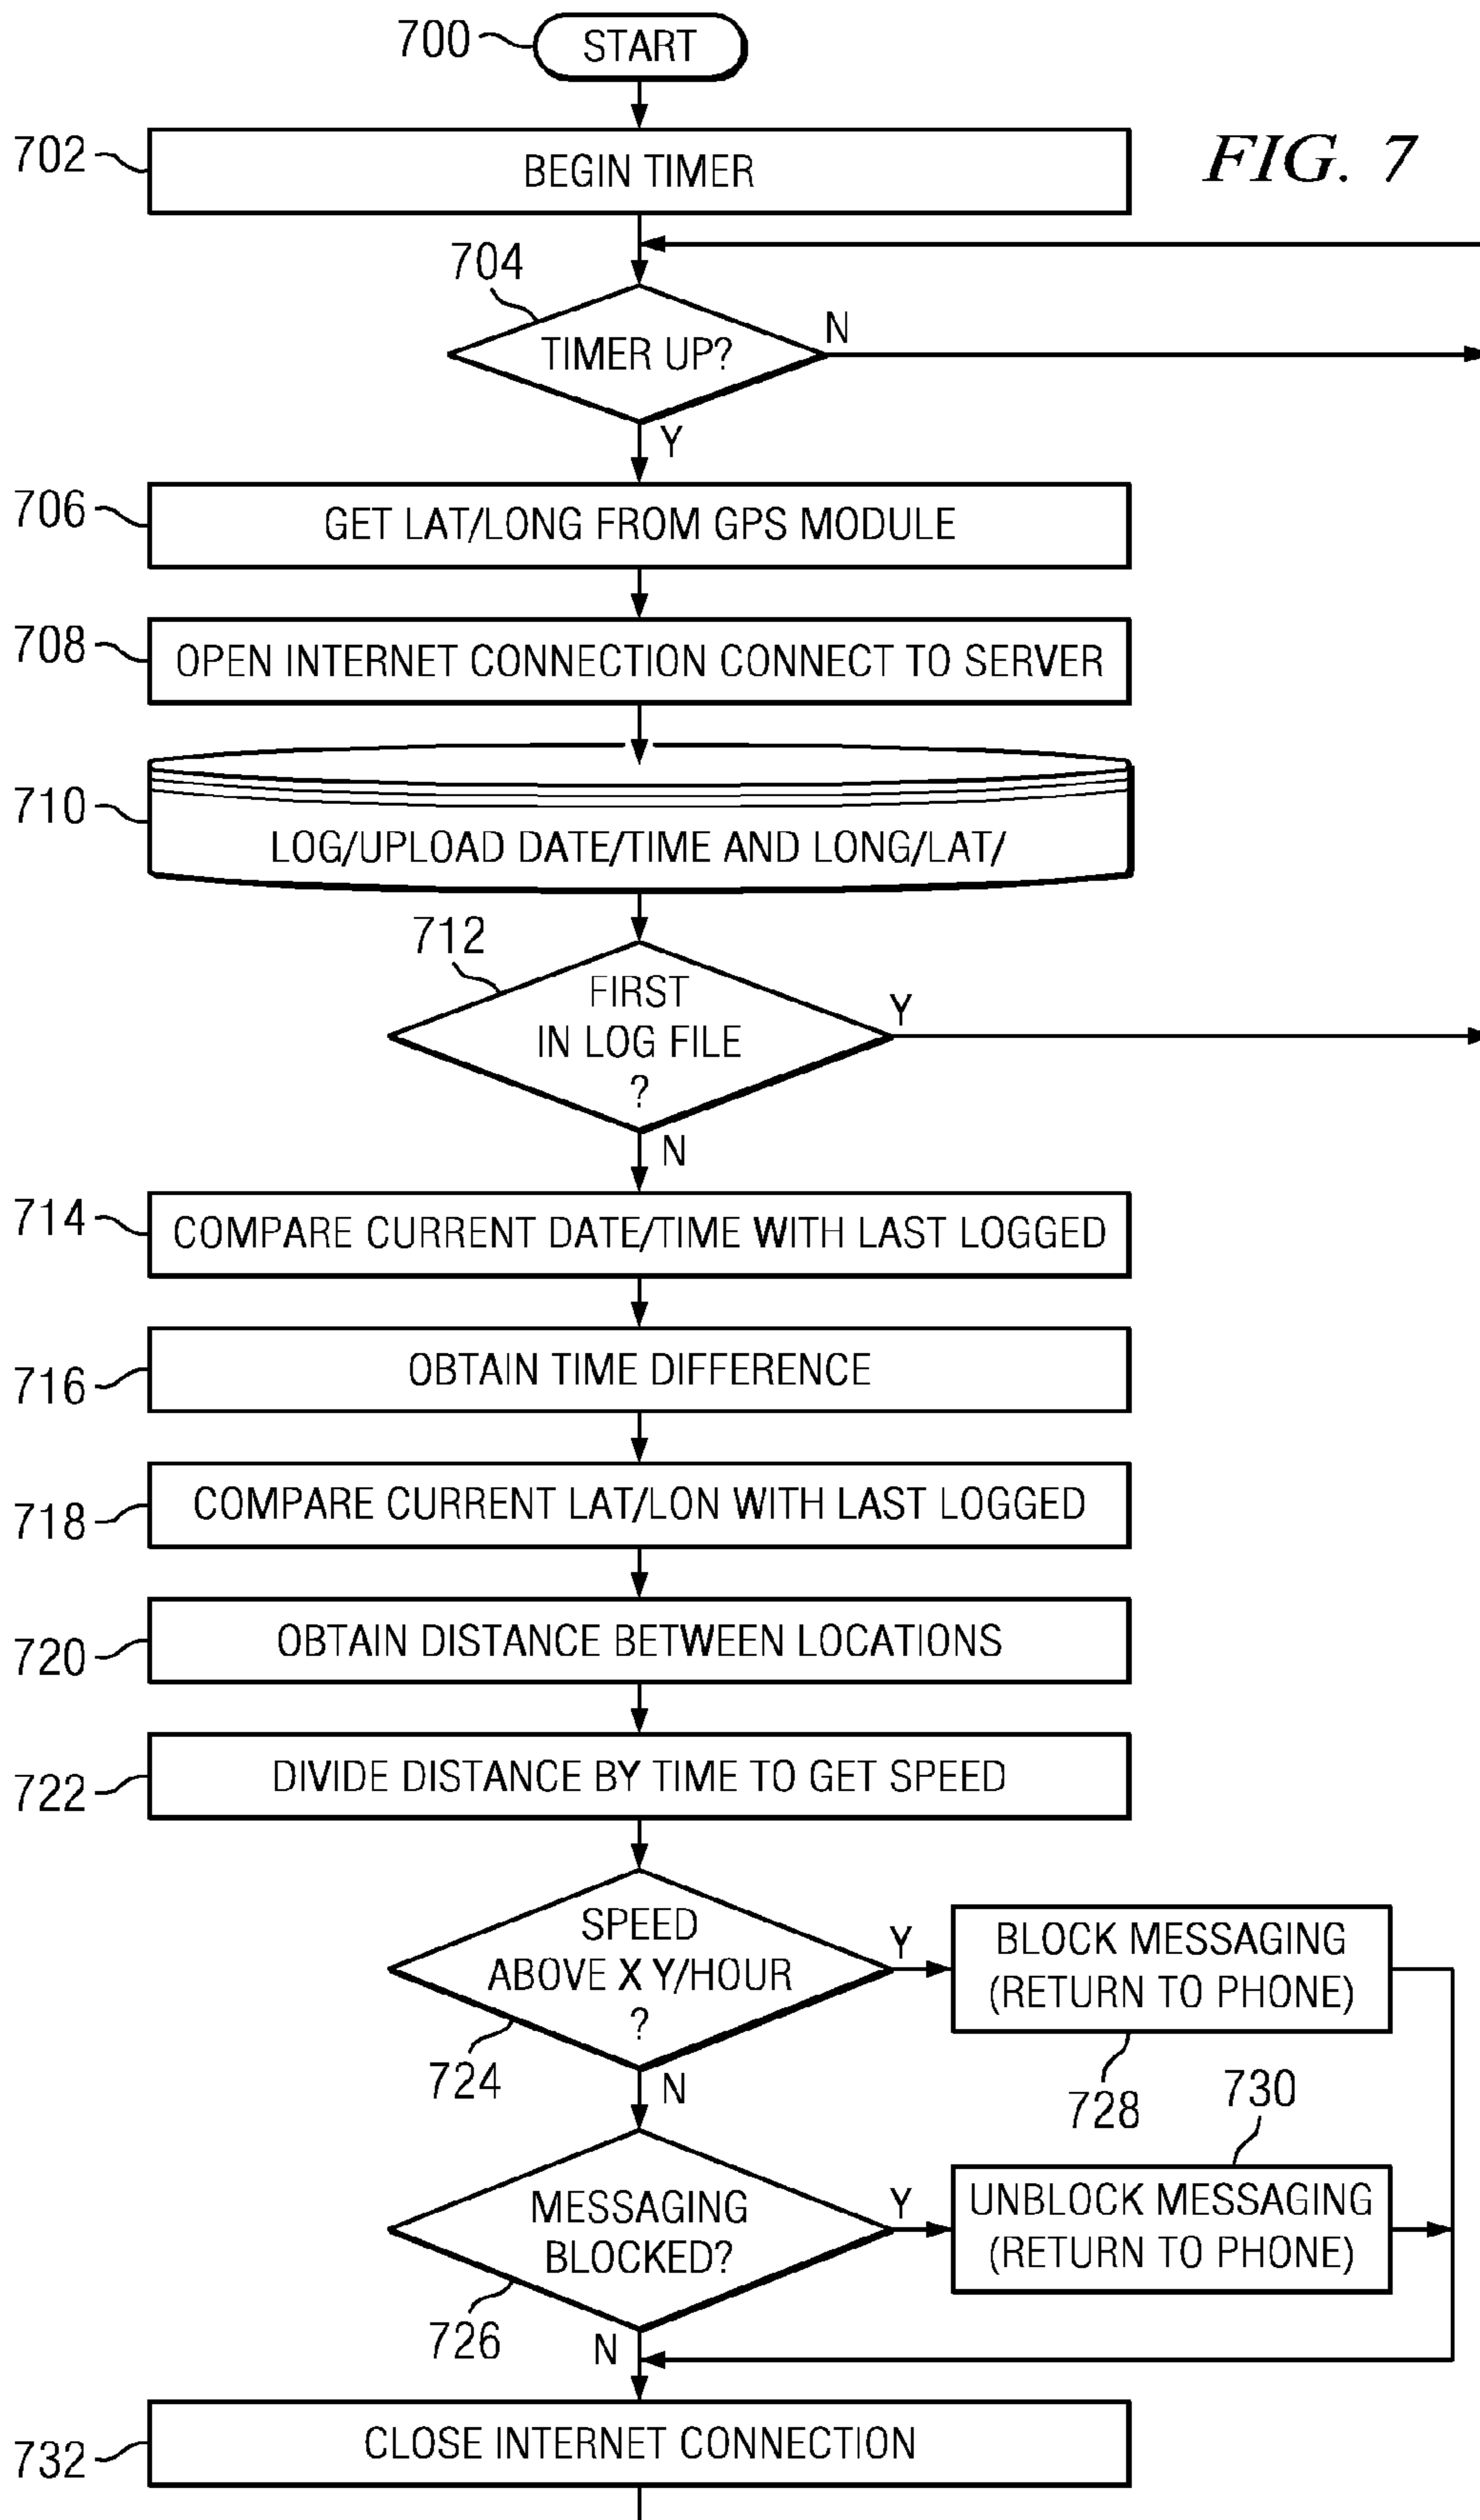 700
START
FIG. 7
702
BEGIN TIMER
704
TIMER UP?
N
Y
706
GET LAT/LONG FROM GPS MODULE
708
OPEN INTERNET CONNECTION CONNECT TO SERVER
710
LOG/UPLOAD DATE/TIME AND LONG/LAT/
712
FIRST
IN LOG FILE
?
Y
N
714
COMPARE CURRENT DATE/TIME WITH LAST LOGGED
716
OBTAIN TIME DIFFERENCE
718
COMPARE CURRENT LAT/LON WITH LAST LOGGED
720
OBTAIN DISTANCE BETWEEN LOCATIONS
722
DIVIDE DISTANCE BY TIME TO GET SPEED
SPEED
ABOVE X Y/HOUR
?
Y
724
N
BLOCK MESSAGING
(RETURN TO PHONE)
728
730
MESSAGING
BLOCKED?
Y
726
N
UNBLOCK MESSAGING
(RETURN TO PHONE)
732
CLOSE INTERNET CONNECTION